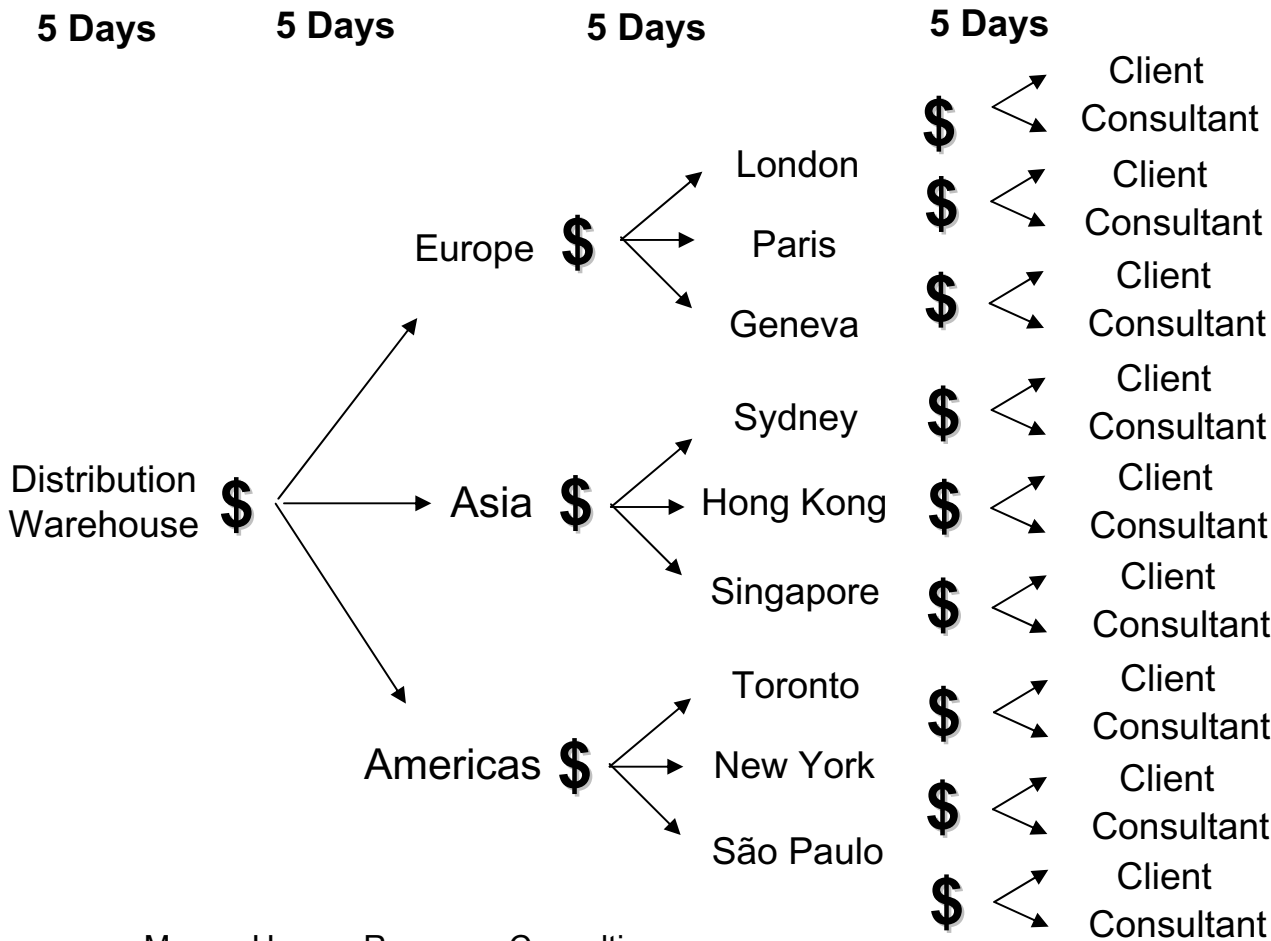 5 Days 5 Days 5 Days 5 Days
Distribution
Warehouse $
Europe $
Asia $
Americas $
London
Paris
Geneva
Sydney
Hong Kong
Singapore
Toronto
New York
São Paulo
$ Client
Consultant
$ Client
Consultant
$ Client
Consultant
$ Client
Consultant
$ Client
Consultant
$ Client
Consultant
$ Client
Consultant
$ Client
Consultant
$ Client
Consultant